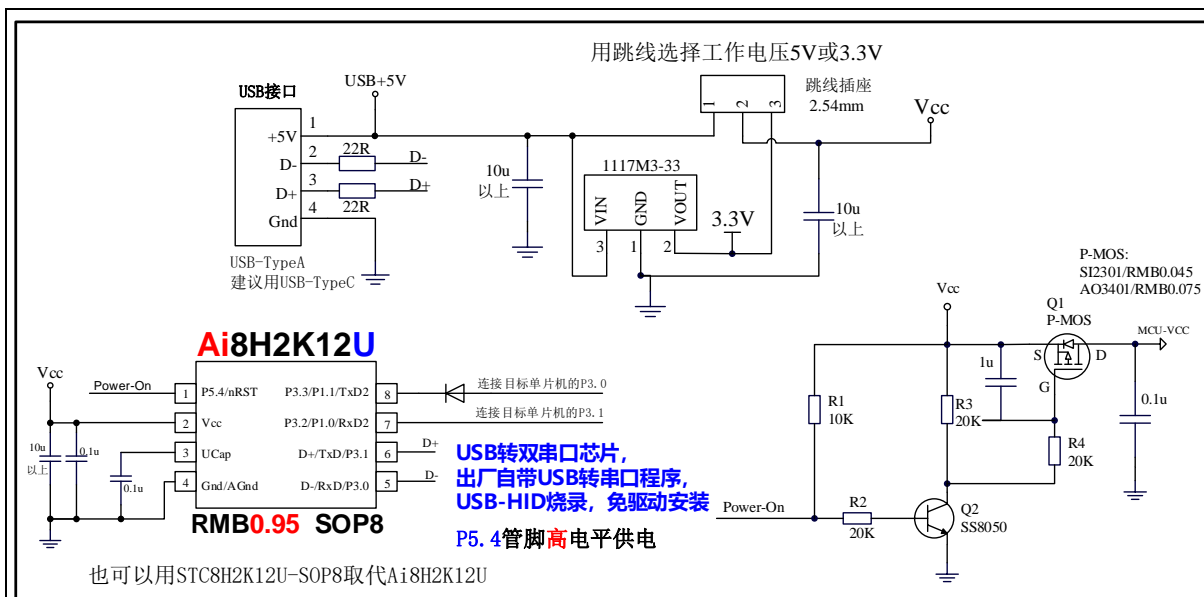 用跳线选择工作电压5V或3.3V
USB+5V
跳线插座
2.54mm
USB接口
1 2 3
Vcc
+5V 1
D- 2 22R D-
D+ 3 22R D+
Gnd 4
10u
以上
1117M3-33
VIN GND VOUT
3 1 2
3.3V
10u
以上
USB-TypeA
建议用USB-TypeC
P-MOS:
SI2301/RMB0.045
AO3401/RMB0.075
Vcc
Q1
P-MOS
MCU-VCC
S D
G
1u
0.1u
R1
10K
R3
20K
R4
20K
Power-On
R2
20K
Q2
SS8050
Ai8H2K12U
Vcc
Power-On
1 P5.4/nRST P3.3/P1.1/TxD2 8
连接目标单片机的P3.0
2 Vcc P3.2/P1.0/RxD2 7
连接目标单片机的P3.1
3 UCap D+/TxD/P3.1 6 D+
4 Gnd/AGnd D-/RxD/P3.0 5 D-
10u
以上
0.1u
0.1u
RMB0.95 SOP8
USB转双串口芯片,
出厂自带USB转串口程序,
USB-HID烧录，免驱动安装
P5.4管脚高电平供电
也可以用STC8H2K12U-SOP8取代Ai8H2K12U